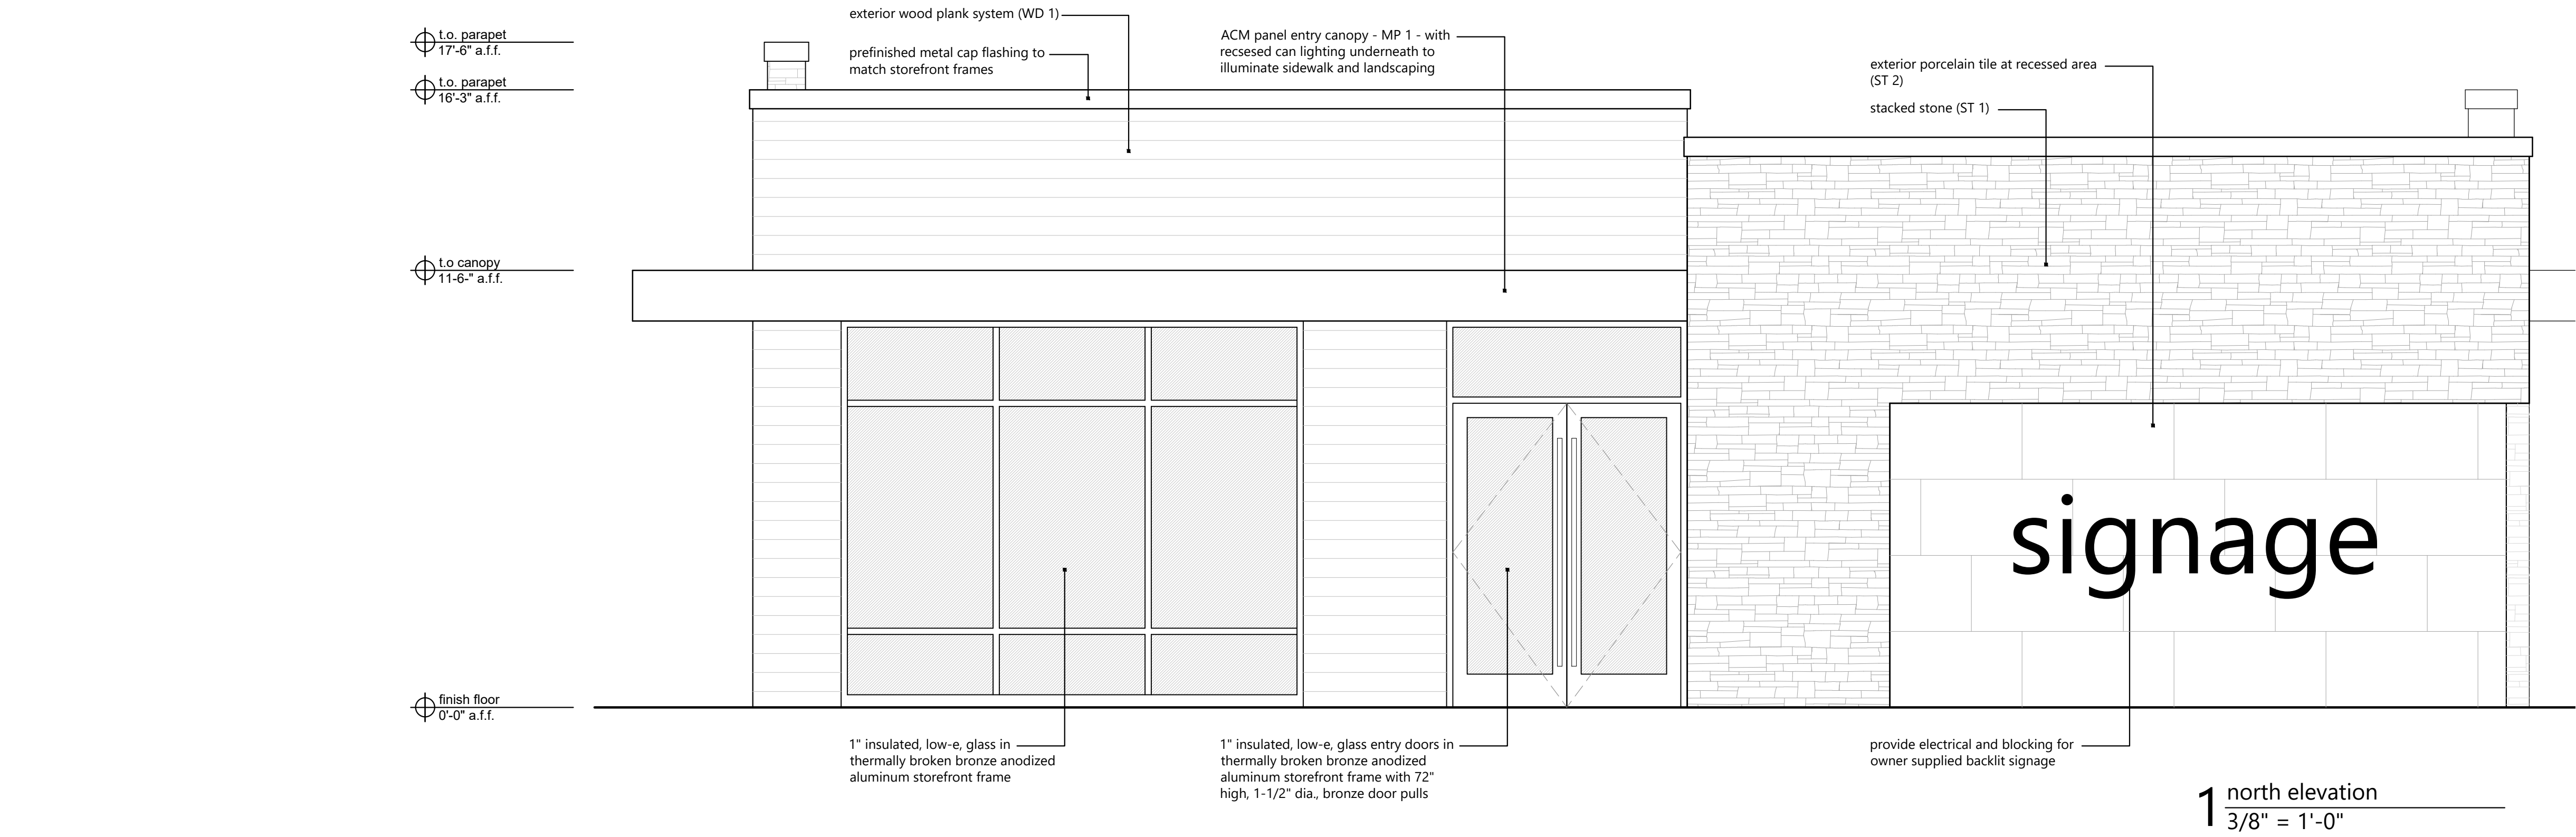 t.o. parapet
17'-6" a.f.f.
t.o. parapet
16'-3" a.f.f.
t.o canopy
11-6-" a.f.f.
finish floor
0'-0" a.f.f.
exterior wood plank system (WD 1)
prefinished metal cap flashing to
match storefront frames
ACM panel entry canopy - MP 1 - with
recsesed can lighting underneath to
illuminate sidewalk and landscaping
exterior porcelain tile at recessed area
(ST 2)
stacked stone (ST 1)
signage
1" insulated, low-e, glass in
thermally broken bronze anodized
aluminum storefront frame
1" insulated, low-e, glass entry doors in
thermally broken bronze anodized
aluminum storefront frame with 72"
high, 1-1/2" dia., bronze door pulls
provide electrical and blocking for
owner supplied backlit signage
1
north elevation
3/8" = 1'-0"